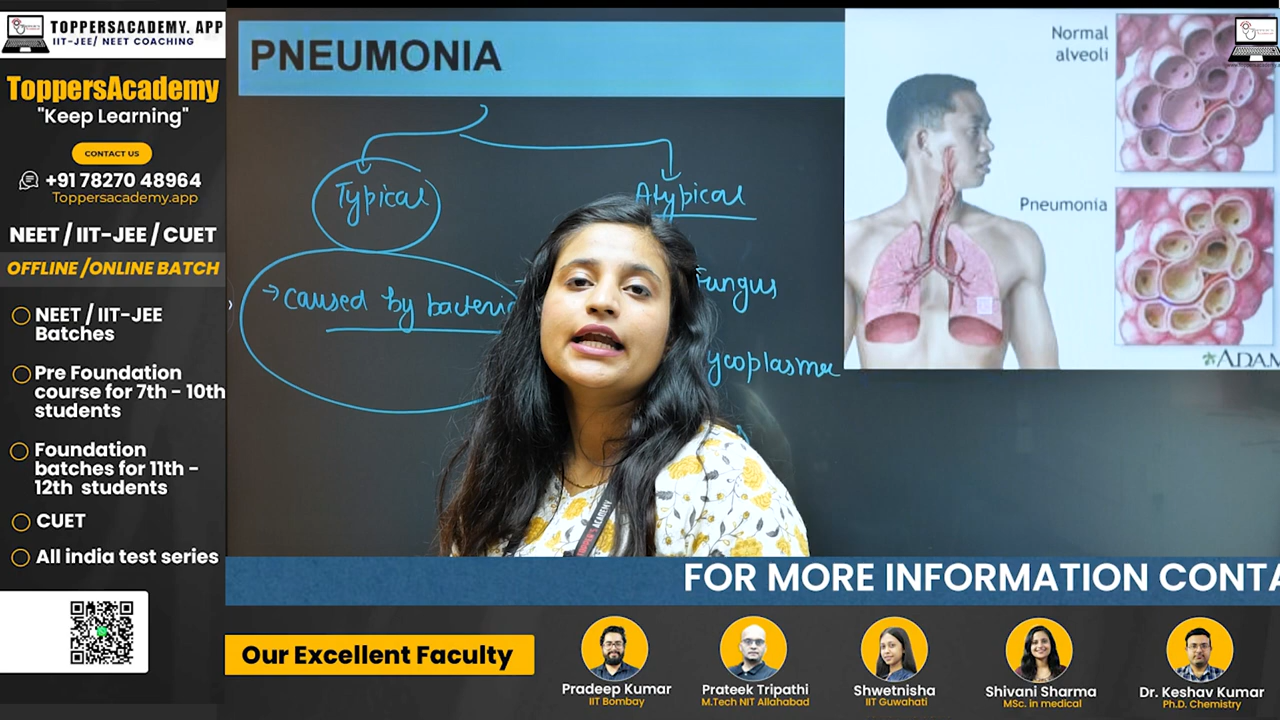 TOPPERSACADEMY. APP
IIT-JEE/ NEET COACHING
ToppersAcademy
"Keep Learning"
CONTACT US
+91 78270 48964
Toppersacademy.app
NEET / IIT-JEE / CUET
OFFLINE /ONLINE BATCH
NEET / IIT-JEE
Batches
Pre Foundation
course for 7th - 10th
students
Foundation
batches for 11th -
12th students
CUET
All india test series
PNEUMONIA
Typical
Atypical
→ caused by bacteria
Fungus
ycoplasma
Normal
alveoli
Pneumonia
ADAM
ACADEMY
FOR MORE INFORMATION CONTA
Our Excellent Faculty
Pradeep Kumar
IIT Bombay
Prateek Tripathi
M.Tech NIT Allahabad
Shwetnisha
IIT Guwahati
Shivani Sharma
MSc. in medical
Dr. Keshav Kumar
Ph.D. Chemistry